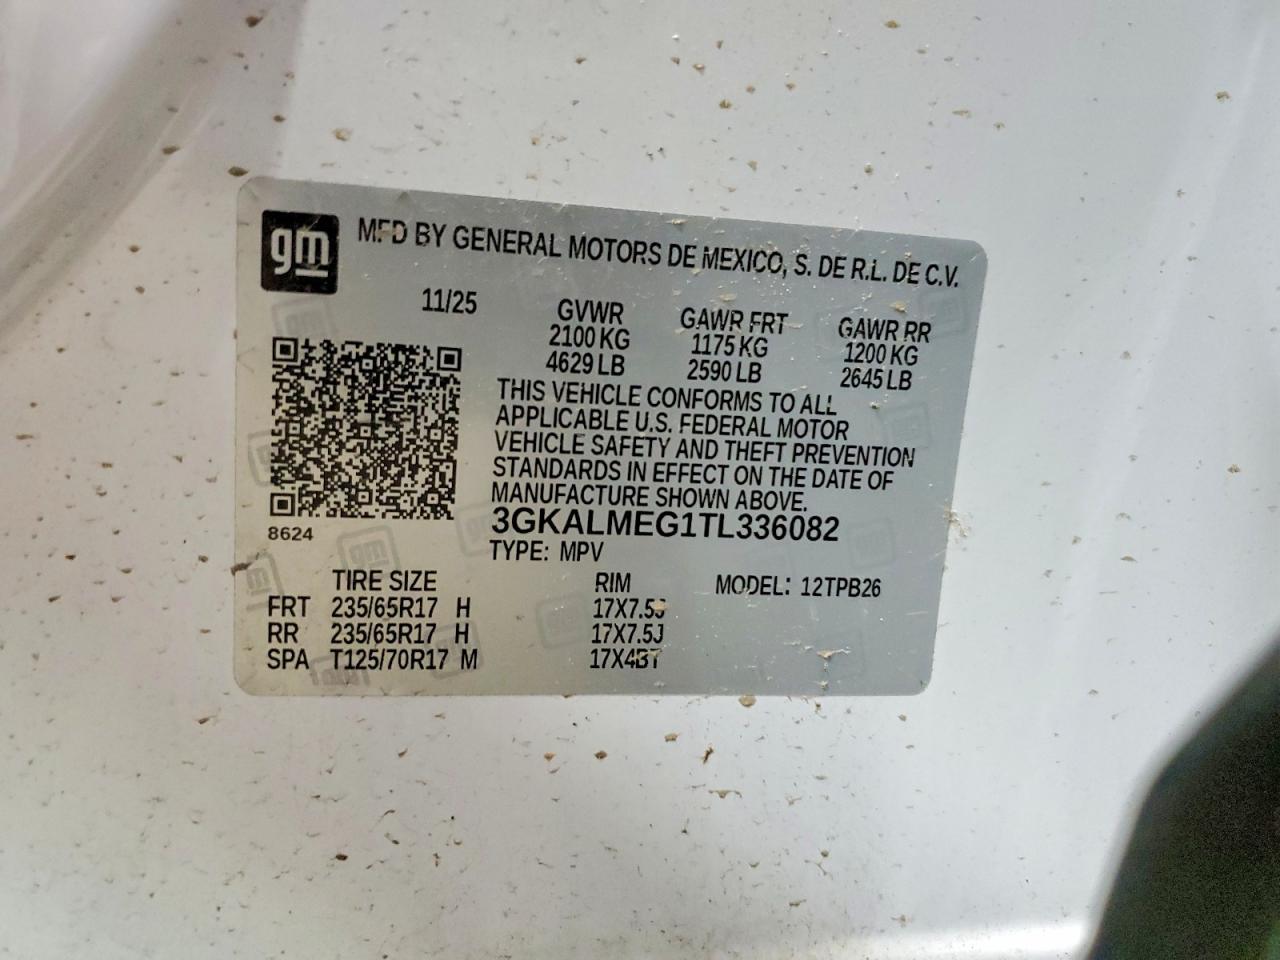 gm
MFD BY GENERAL MOTORS DE MEXICO, S. DE R.L. DE C.V.
11/25 GVWR GAWR FRT GAWR RR
2100 KG 1175 KG 1200 KG
4629 LB 2590 LB 2645 LB
THIS VEHICLE CONFORMS TO ALL
APPLICABLE U.S. FEDERAL MOTOR
VEHICLE SAFETY AND THEFT PREVENTION
STANDARDS IN EFFECT ON THE DATE OF
MANUFACTURE SHOWN ABOVE.
3GKALMEG1TL336082
8624
TYPE: MPV
TIRE SIZE RIM MODEL: 12TPB26
FRT 235/65R17 H 17X7.5J
RR 235/65R17 H 17X7.5J
SPA T125/70R17 M 17X4BT